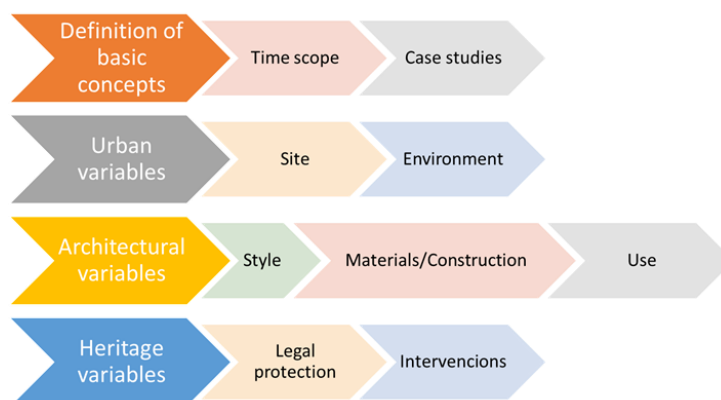 Definition of
basic
concepts
Time scope
Case studies
Urban
variables
Site
Environment
Architectural
variables
Style
Materials/Construction
Use
Heritage
variables
Legal
protection
Intervencions